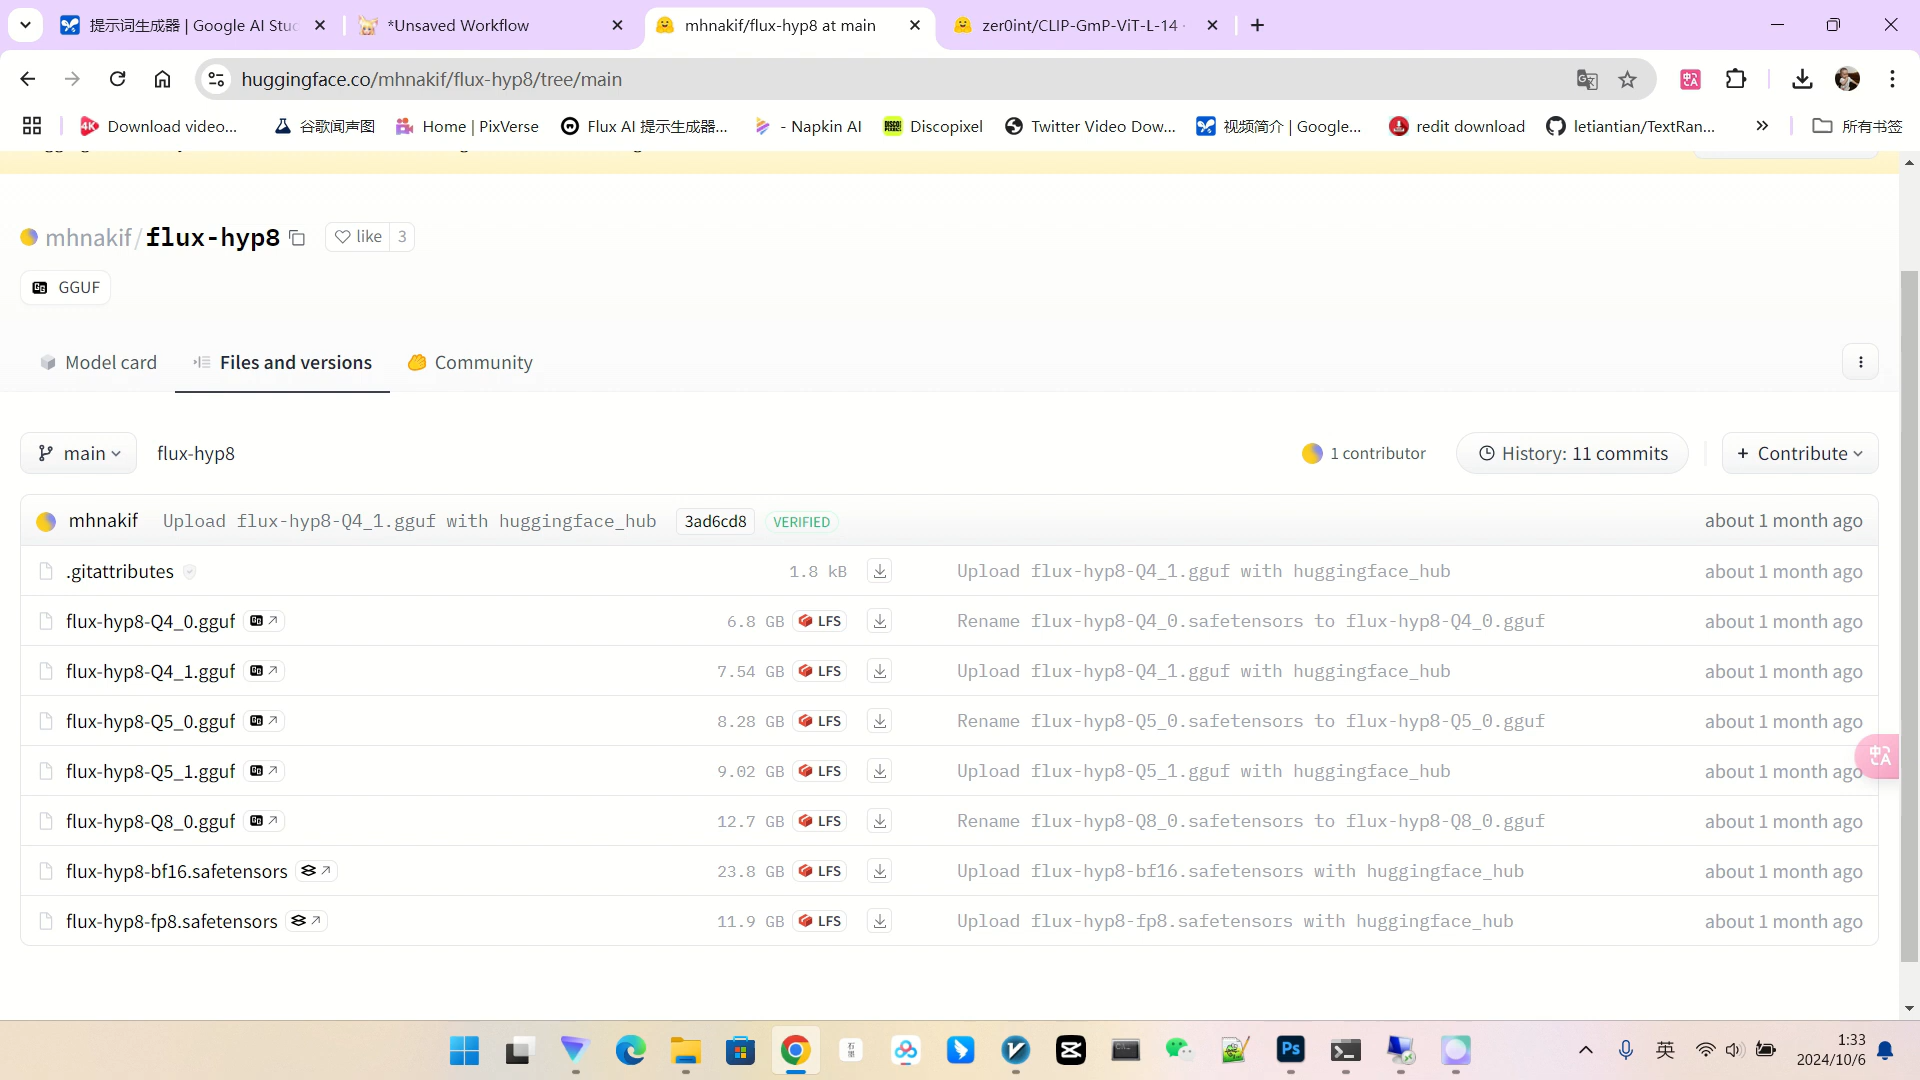 提示词生成器 | Google AI Stuc
*Unsaved Workflow
mhnakif/flux-hyp8 at main
zer0int/CLIP-GmP-ViT-L-14 ·
huggingface.co/mhnakif/flux-hyp8/tree/main
Download video...
谷歌闻声图
Home | PixVerse
Flux AI 提示生成器...
- Napkin AI
Discopixel
Twitter Video Dow...
视频简介 | Google...
redit download
letiantian/TextRan...
所有书签
mhnakif/flux-hyp8
like 3
GGUF
Model card
Files and versions
Community
main
flux-hyp8
1 contributor
History: 11 commits
+ Contribute
mhnakif Upload flux-hyp8-Q4_1.gguf with huggingface_hub 3ad6cd8 VERIFIED about 1 month ago
.gitattributes 1.8 kB Upload flux-hyp8-Q4_1.gguf with huggingface_hub about 1 month ago
flux-hyp8-Q4_0.gguf 6.8 GB LFS Rename flux-hyp8-Q4_0.safetensors to flux-hyp8-Q4_0.gguf about 1 month ago
flux-hyp8-Q4_1.gguf 7.54 GB LFS Upload flux-hyp8-Q4_1.gguf with huggingface_hub about 1 month ago
flux-hyp8-Q5_0.gguf 8.28 GB LFS Rename flux-hyp8-Q5_0.safetensors to flux-hyp8-Q5_0.gguf about 1 month ago
flux-hyp8-Q5_1.gguf 9.02 GB LFS Upload flux-hyp8-Q5_1.gguf with huggingface_hub about 1 month ago
flux-hyp8-Q8_0.gguf 12.7 GB LFS Rename flux-hyp8-Q8_0.safetensors to flux-hyp8-Q8_0.gguf about 1 month ago
flux-hyp8-bf16.safetensors 23.8 GB LFS Upload flux-hyp8-bf16.safetensors with huggingface_hub about 1 month ago
flux-hyp8-fp8.safetensors 11.9 GB LFS Upload flux-hyp8-fp8.safetensors with huggingface_hub about 1 month ago
石墨
Ps
英
1:33
2024/10/6